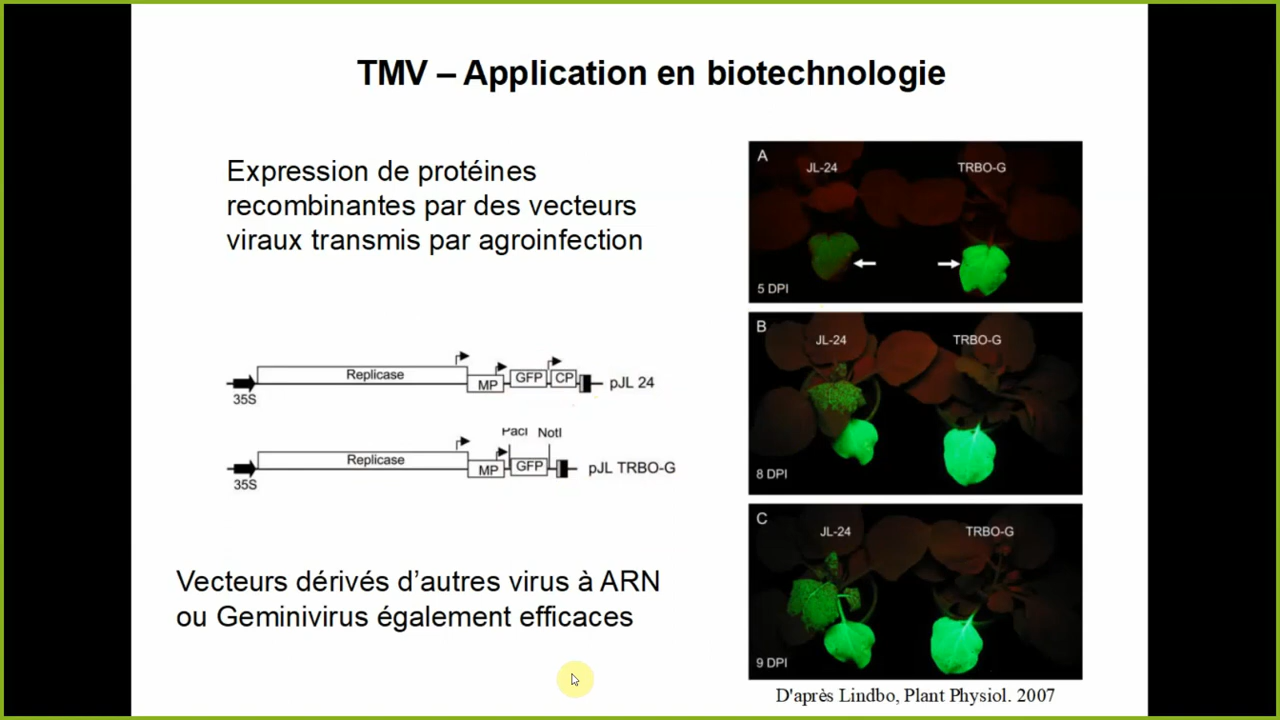 TMV – Application en biotechnologie
Expression de protéines
recombinantes par des vecteurs
viraux transmis par agroinfection
Replicase
MP
GFP
CP
pJL 24
35S
PacI NotI
Replicase
MP
GFP
pJL TRBO-G
35S
Vecteurs dérivés d’autres virus à ARN
ou Geminivirus également efficaces
A
JL-24
TRBO-G
5 DPI
B
JL-24
TRBO-G
8 DPI
C
JL-24
TRBO-G
9 DPI
D'après Lindbo, Plant Physiol. 2007